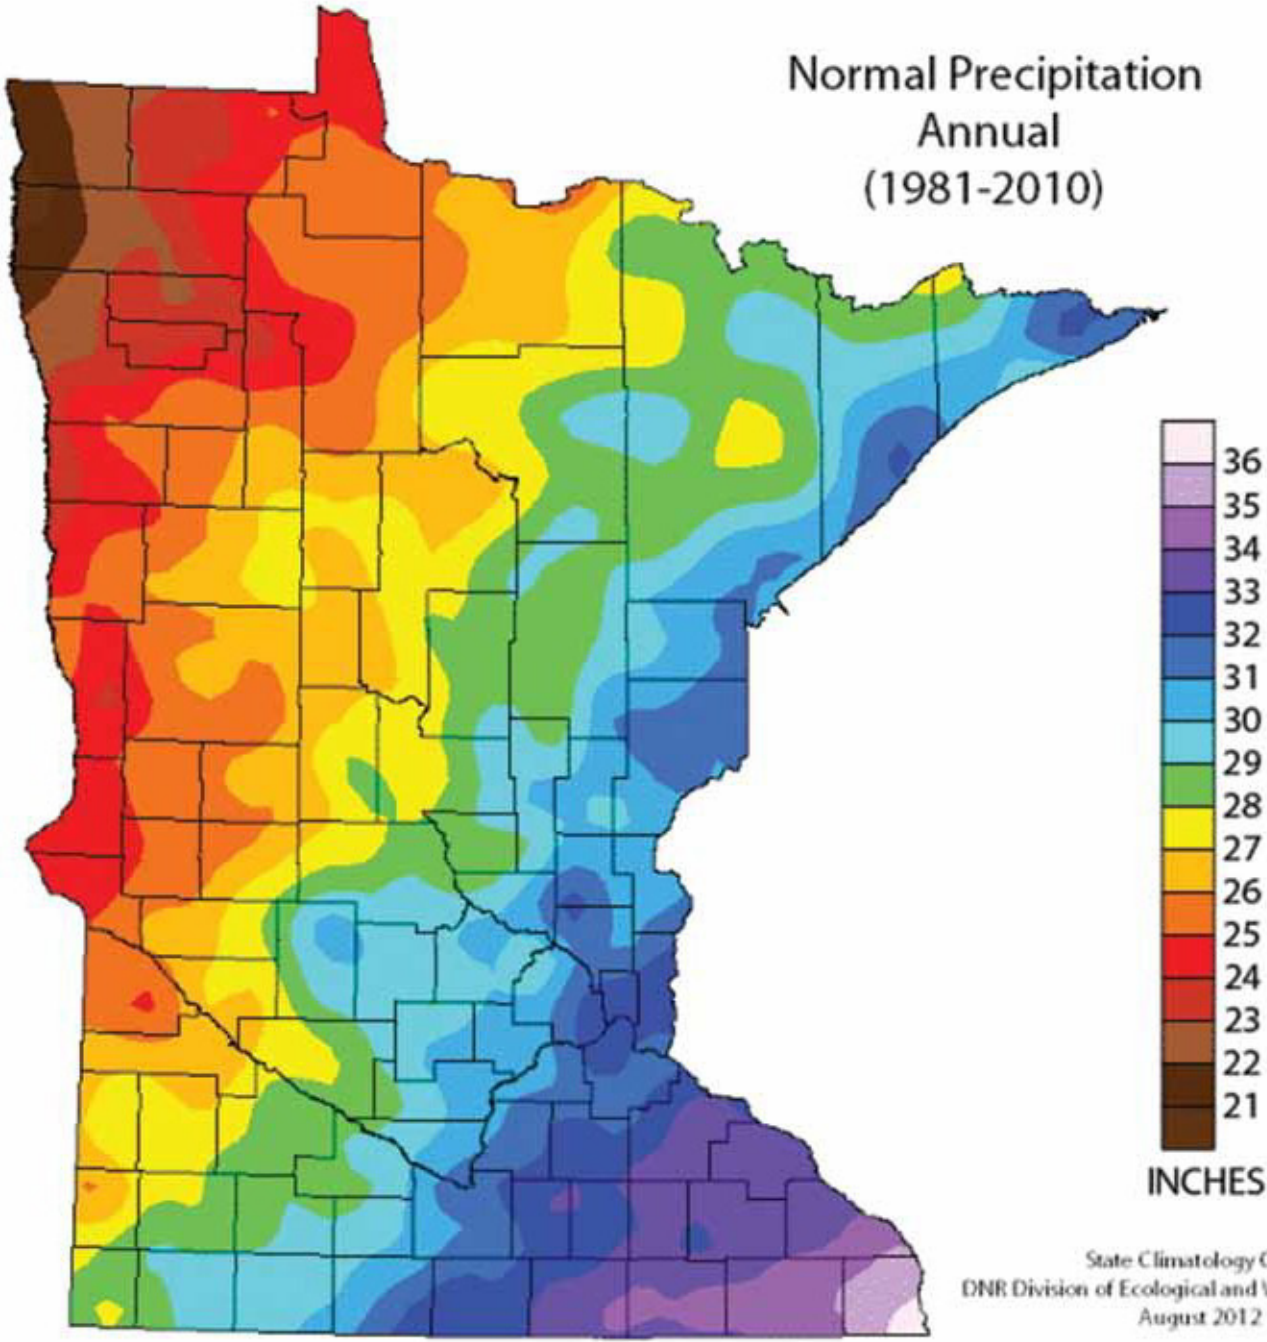 Normal Precipitation
Annual
(1981-2010)
36
35
34
33
32
31
30
29
28
27
26
25
24
23
22
21
INCHES
State Climatology
DNR Division of Ecological and
August 2012